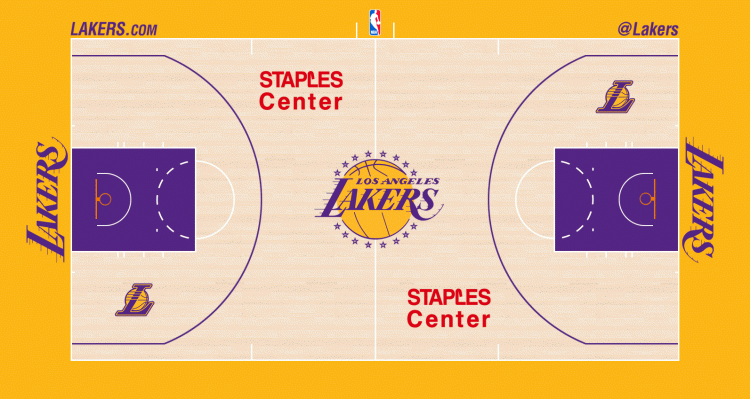 LAKERS.COM
@Lakers
STAPLES
Center
LAKERS
L
LOS ANGELES
LAKERS
LAKERS
L
STAPLES
Center